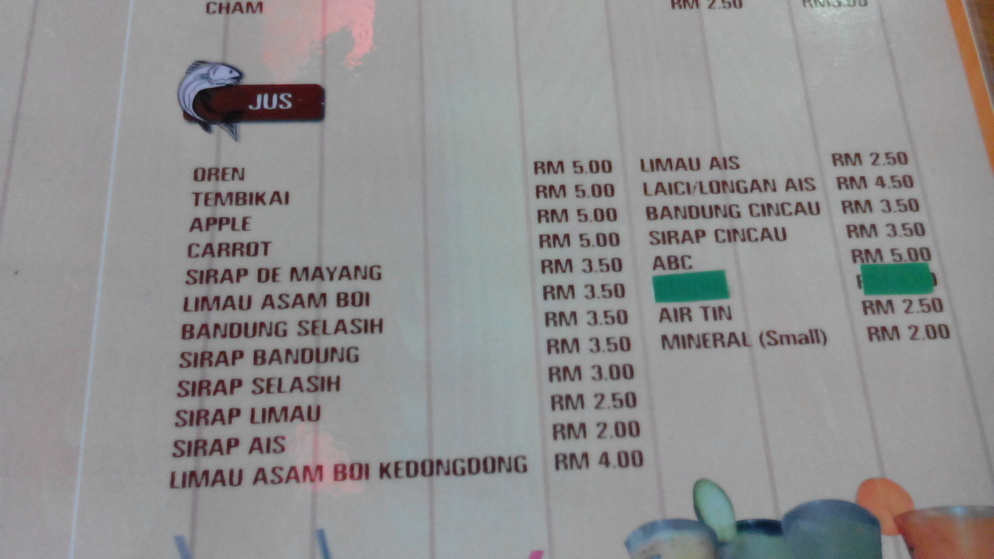 CHAM RM 2.50 RM3.00
JUS
OREN RM 5.00 LIMAU AIS RM 2.50
TEMBIKAI RM 5.00 LAICI/LONGAN AIS RM 4.50
APPLE RM 5.00 BANDUNG CINCAU RM 3.50
CARROT RM 5.00 SIRAP CINCAU RM 3.50
SIRAP DE MAYANG RM 3.50 ABC RM 5.00
LIMAU ASAM BOI RM 3.50
BANDUNG SELASIH RM 3.50 AIR TIN RM 2.50
SIRAP BANDUNG RM 3.50 MINERAL (Small) RM 2.00
SIRAP SELASIH RM 3.00
SIRAP LIMAU RM 2.50
SIRAP AIS RM 2.00
LIMAU ASAM BOI KEDONGDONG RM 4.00